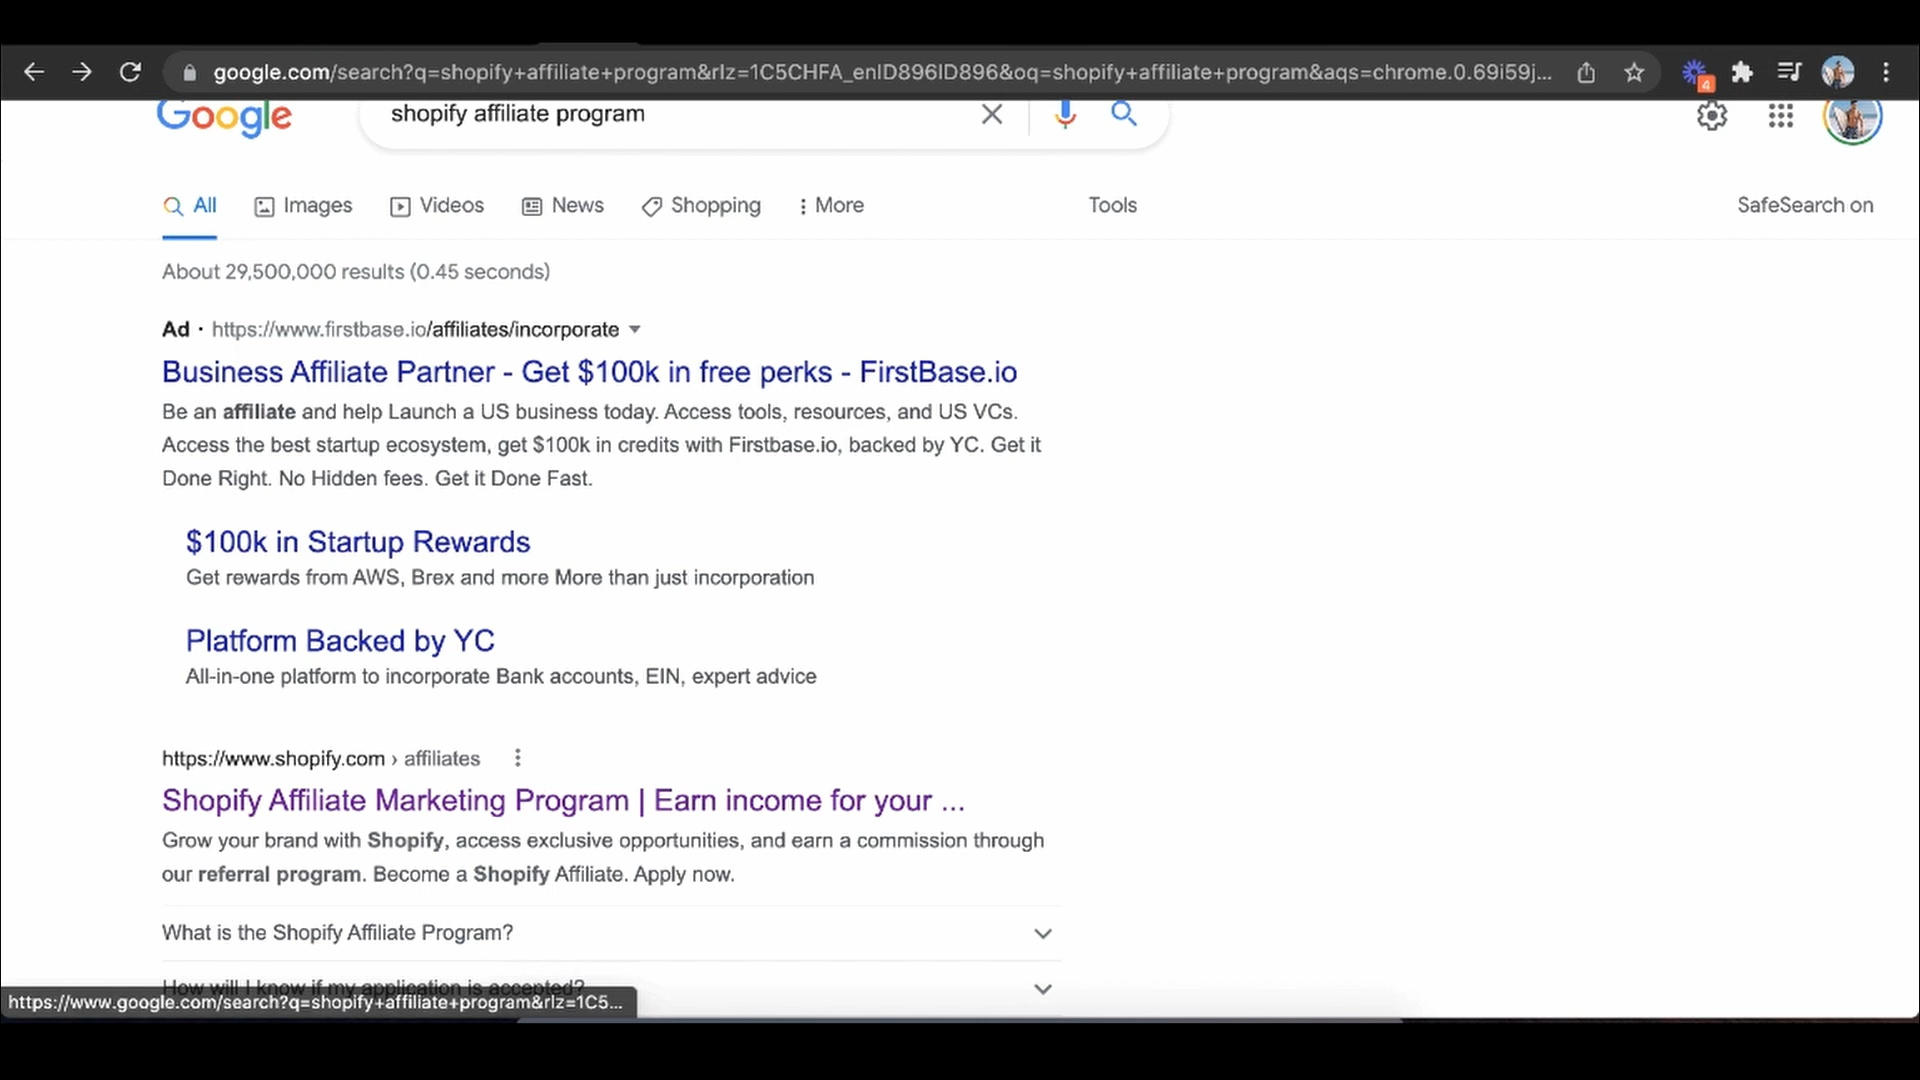 google.com/search?q=shopify+affiliate+program&rlz=1C5CHFA_enID896ID896&oq=shopify+affiliate+program&aqs=chrome.0.69i59j...
4
Google
shopify affiliate program
All
Images
Videos
News
Shopping
More
Tools
SafeSearch on
About 29,500,000 results (0.45 seconds)
Ad · https://www.firstbase.io/affiliates/incorporate
Business Affiliate Partner - Get $100k in free perks - FirstBase.io
Be an affiliate and help Launch a US business today. Access tools, resources, and US VCs.
Access the best startup ecosystem, get $100k in credits with Firstbase.io, backed by YC. Get it
Done Right. No Hidden fees. Get it Done Fast.
$100k in Startup Rewards
Get rewards from AWS, Brex and more More than just incorporation
Platform Backed by YC
All-in-one platform to incorporate Bank accounts, EIN, expert advice
https://www.shopify.com › affiliates
Shopify Affiliate Marketing Program | Earn income for your ...
Grow your brand with Shopify, access exclusive opportunities, and earn a commission through
our referral program. Become a Shopify Affiliate. Apply now.
What is the Shopify Affiliate Program?
How will I know if my application is accepted?
https://www.google.com/search?q=shopify+affiliate+program&rlz=1C5...